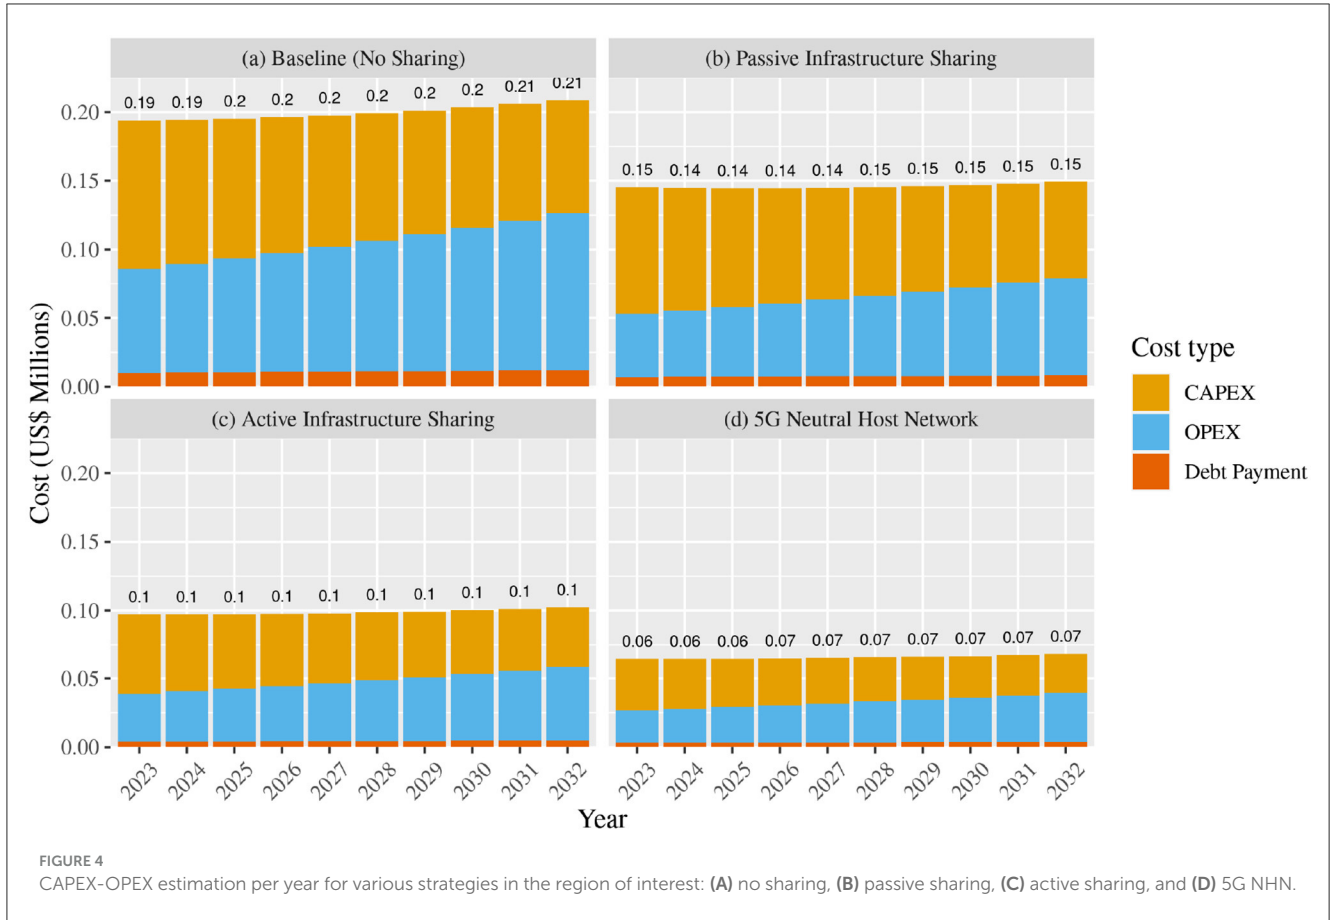 (a) Baseline (No Sharing)
(b) Passive Infrastructure Sharing
0.19 0.19 0.2 0.2 0.2 0.2 0.2 0.2 0.21 0.21
0.15 0.14 0.14 0.14 0.14 0.15 0.15 0.15 0.15 0.15
0.20
0.15
0.10
0.05
0.00
(c) Active Infrastructure Sharing
(d) 5G Neutral Host Network
0.1 0.1 0.1 0.1 0.1 0.1 0.1 0.1 0.1 0.1
0.06 0.06 0.06 0.07 0.07 0.07 0.07 0.07 0.07 0.07
0.20
0.15
0.10
0.05
0.00
Cost (US$ Millions)
2023 2024 2025 2026 2027 2028 2029 2030 2031 2032
2023 2024 2025 2026 2027 2028 2029 2030 2031 2032
Year
Cost type
CAPEX
OPEX
Debt Payment
FIGURE 4
CAPEX-OPEX estimation per year for various strategies in the region of interest: (A) no sharing, (B) passive sharing, (C) active sharing, and (D) 5G NHN.